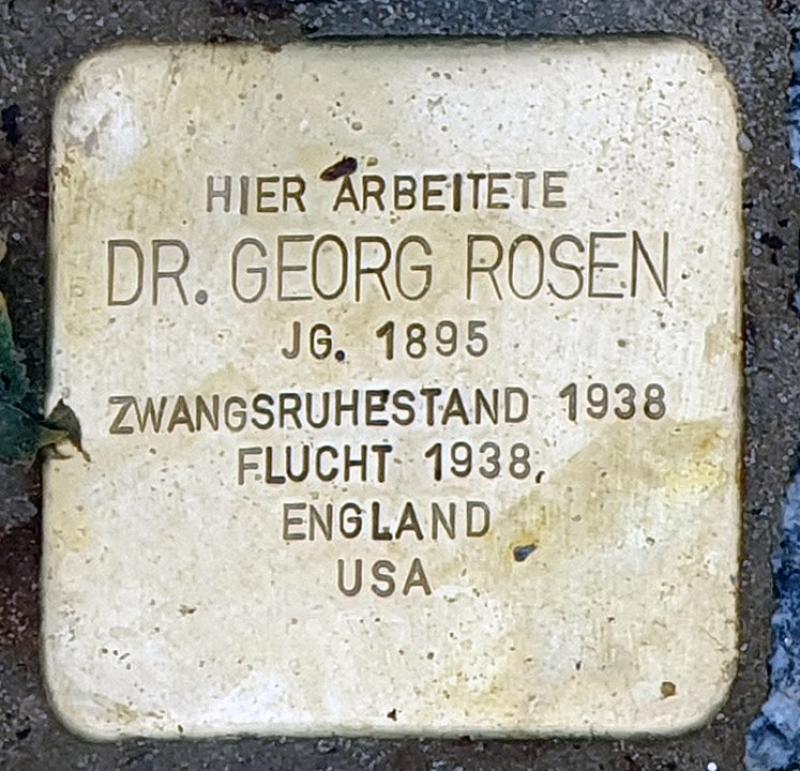 HIER ARBEITETE
DR. GEORG ROSEN
JG. 1895
ZWANGSRUHESTAND 1938
FLUCHT 1938,
ENGLAND
USA